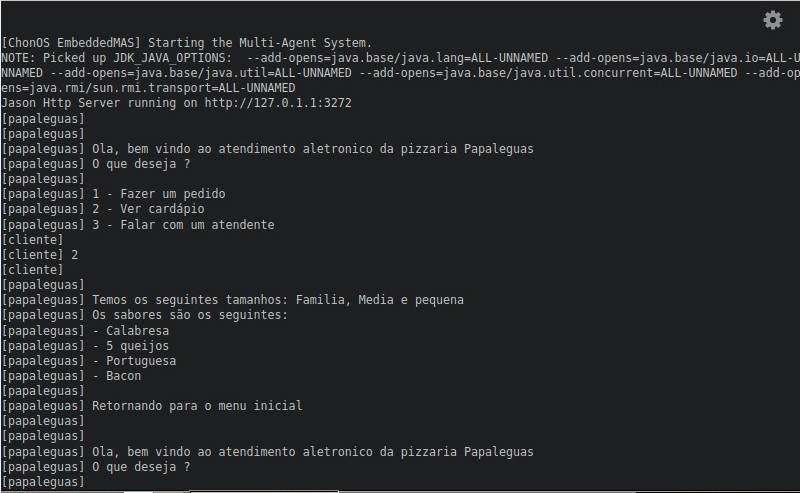 [ChonOS EmbeddedMAS] Starting the Multi-Agent System.
NOTE: Picked up JDK_JAVA_OPTIONS:  --add-opens=java.base/java.lang=ALL-UNNAMED --add-opens=java.base/java.io=ALL-U
NNAMED --add-opens=java.base/java.util=ALL-UNNAMED --add-opens=java.base/java.util.concurrent=ALL-UNNAMED --add-op
ens=java.rmi/sun.rmi.transport=ALL-UNNAMED
Jason Http Server running on http://127.0.1.1:3272
[papaleguas]
[papaleguas]
[papaleguas] Ola, bem vindo ao atendimento aletronico da pizzaria Papaleguas
[papaleguas] O que deseja ?
[papaleguas]
[papaleguas] 1 - Fazer um pedido
[papaleguas] 2 - Ver cardápio
[papaleguas] 3 - Falar com um atendente
[cliente]
[cliente] 2
[cliente]
[papaleguas]
[papaleguas] Temos os seguintes tamanhos: Familia, Media e pequena
[papaleguas] Os sabores são os seguintes:
[papaleguas] - Calabresa
[papaleguas] - 5 queijos
[papaleguas] - Portuguesa
[papaleguas] - Bacon
[papaleguas]
[papaleguas] Retornando para o menu inicial
[papaleguas]
[papaleguas]
[papaleguas] Ola, bem vindo ao atendimento aletronico da pizzaria Papaleguas
[papaleguas] O que deseja ?
[papaleguas]